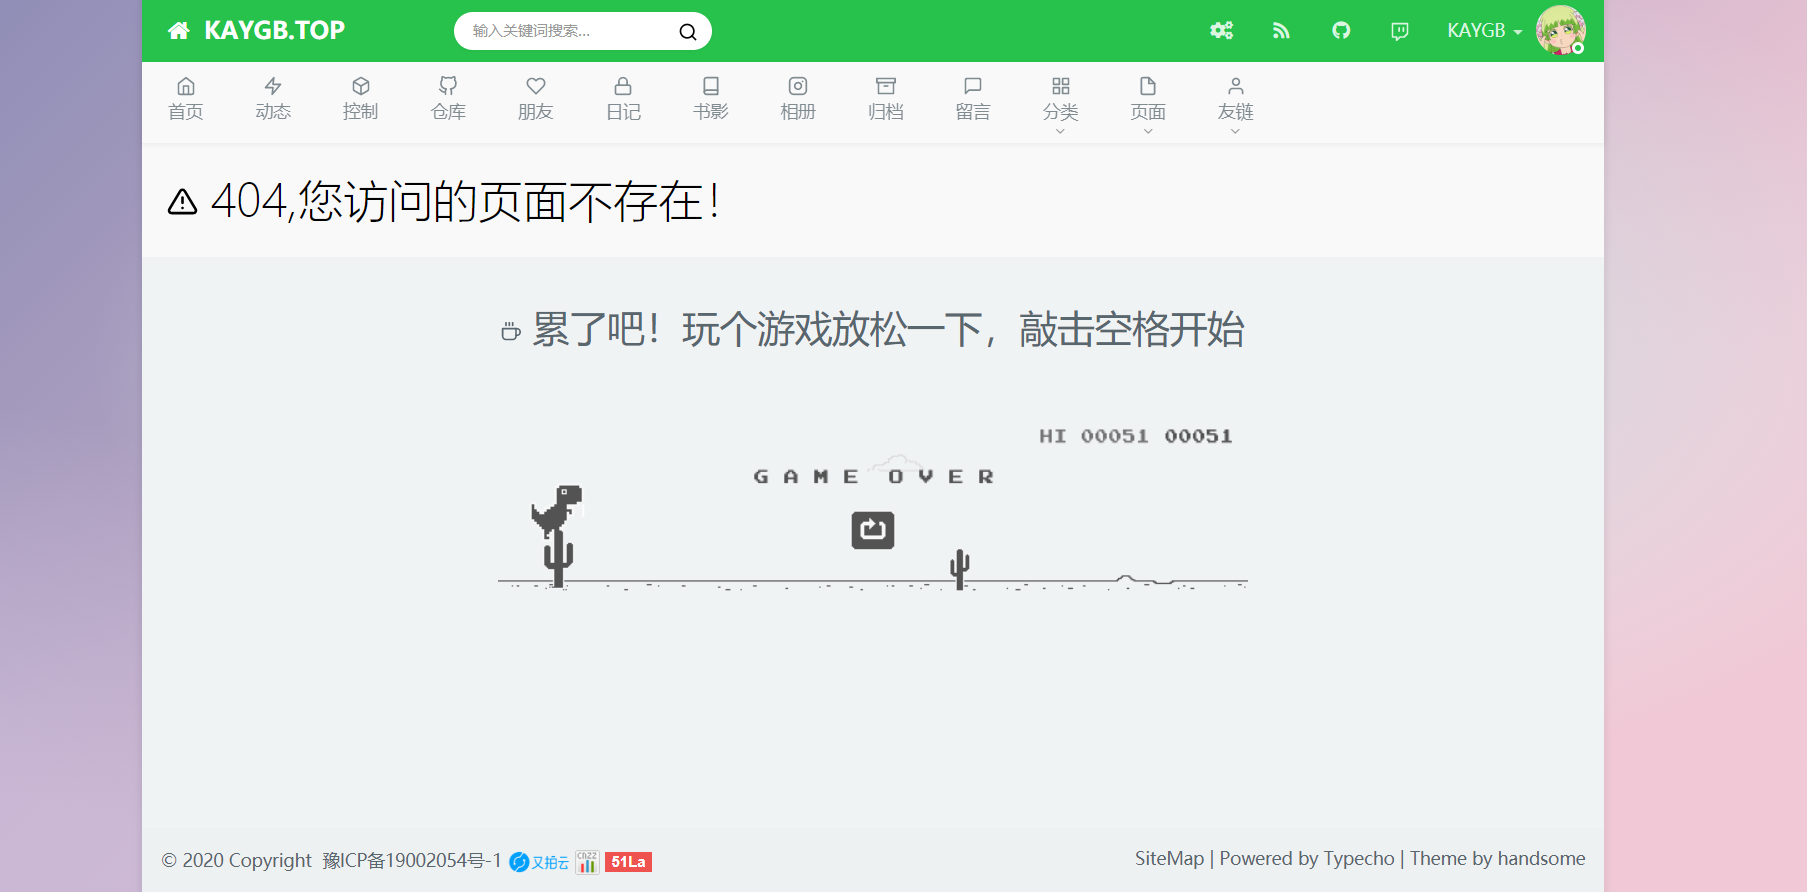 KAYGB.TOP
输入关键词搜索...
KAYGB
首页 动态 控制 仓库 朋友 日记 书影 相册 归档 留言 分类 页面 友链
404,您访问的页面不存在！
累了吧！玩个游戏放松一下，敲击空格开始
HI 00051 00051
GAME OVER
© 2020 Copyright 豫ICP备19002054号-1 又拍云 CNZZ 51La
SiteMap | Powered by Typecho | Theme by handsome